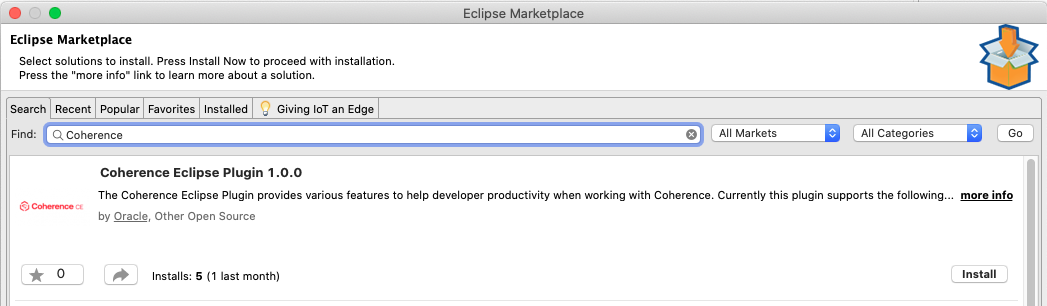 Eclipse Marketplace
Eclipse Marketplace
Select solutions to install. Press Install Now to proceed with installation.
Press the "more info" link to learn more about a solution.
Search Recent Popular Favorites Installed Giving IoT an Edge
Find: Coherence All Markets All Categories Go
Coherence Eclipse Plugin 1.0.0
The Coherence Eclipse Plugin provides various features to help developer productivity when working with Coherence. Currently this plugin supports the following... more info
Coherence CE
by Oracle, Other Open Source
0 Installs: 5 (1 last month) Install